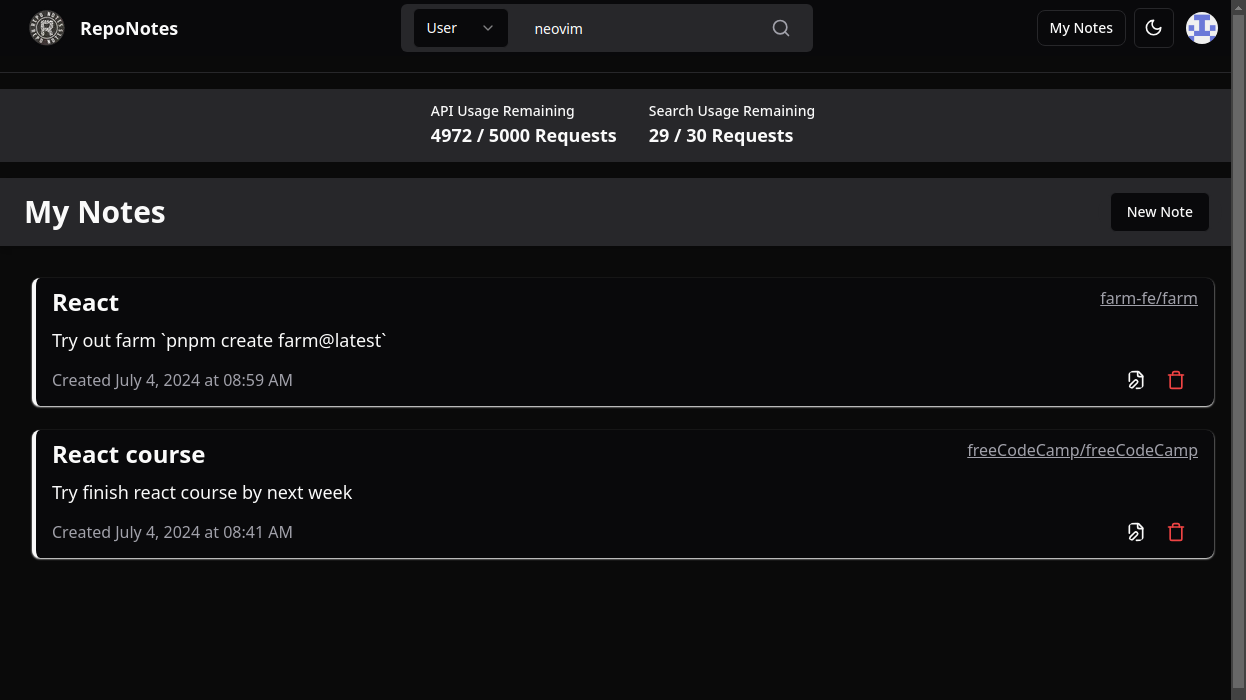 RepoNotes
User
neovim
My Notes
API Usage Remaining
4972 / 5000 Requests
Search Usage Remaining
29 / 30 Requests
My Notes
New Note
React
farm-fe/farm
Try out farm `pnpm create farm@latest`
Created July 4, 2024 at 08:59 AM
React course
freeCodeCamp/freeCodeCamp
Try finish react course by next week
Created July 4, 2024 at 08:41 AM